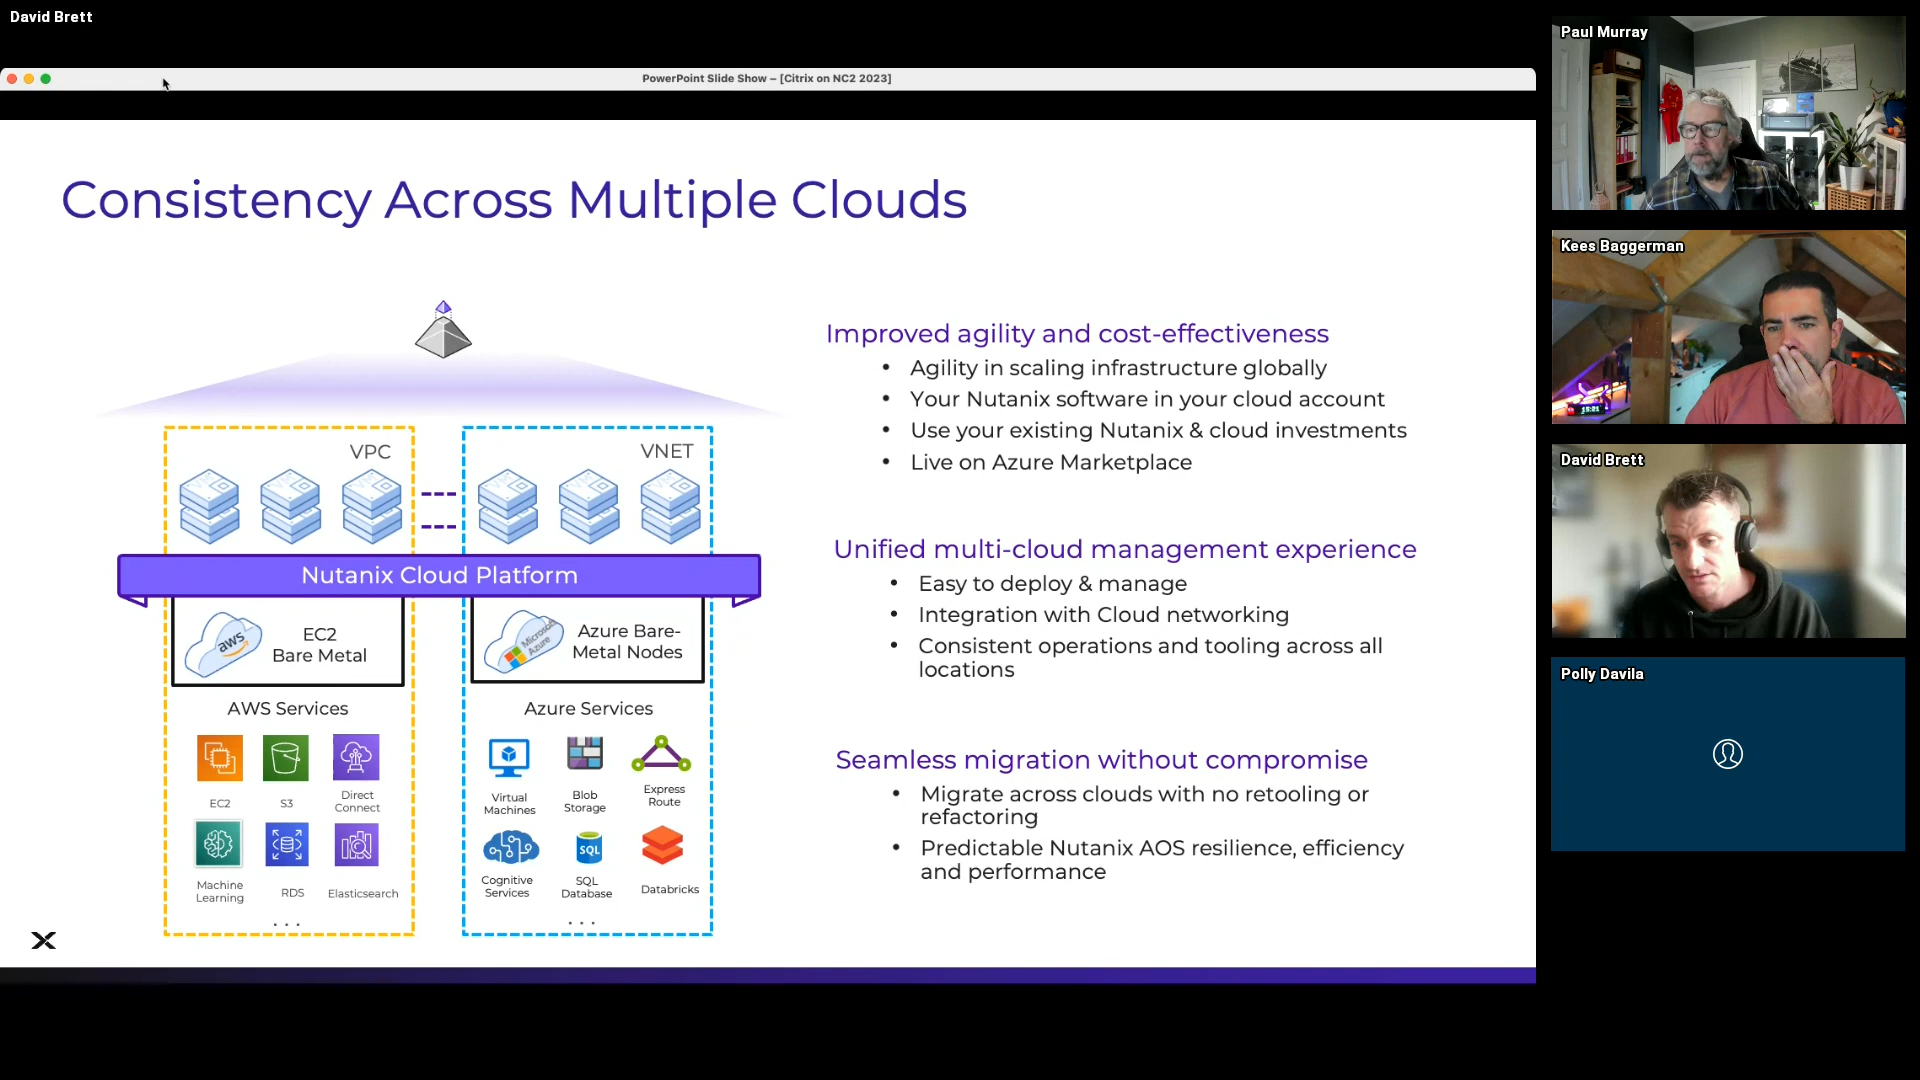 David Brett
PowerPoint Slide Show – [Citrix on NC2 2023]
Consistency Across Multiple Clouds
VPC
VNET
Nutanix Cloud Platform
aws
EC2
Bare Metal
Microsoft
Azure
Azure Bare-
Metal Nodes
AWS Services
EC2
S3
Direct
Connect
Machine
Learning
RDS
Elasticsearch
...
Azure Services
Virtual
Machines
Blob
Storage
Express
Route
Cognitive
Services
SQL
SQL
Database
Databricks
...
Improved agility and cost-effectiveness
• Agility in scaling infrastructure globally
• Your Nutanix software in your cloud account
• Use your existing Nutanix & cloud investments
• Live on Azure Marketplace
Unified multi-cloud management experience
• Easy to deploy & manage
• Integration with Cloud networking
• Consistent operations and tooling across all
locations
Seamless migration without compromise
• Migrate across clouds with no retooling or
refactoring
• Predictable Nutanix AOS resilience, efficiency
and performance
Paul Murray
Kees Baggerman
David Brett
Polly Davila